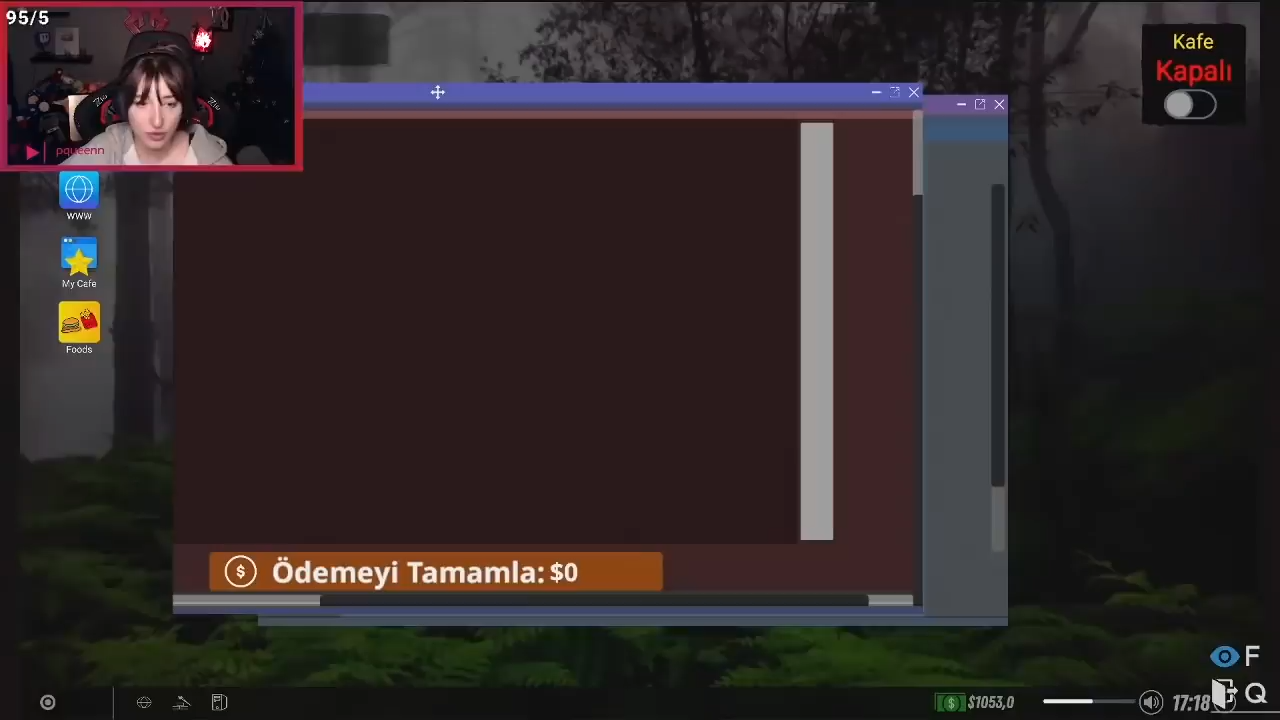 95/5
pqueenn
Kafe
Kapalı
www
My Cafe
Foods
$ Ödemeyi Tamamla: $0
F
$ $1053,0
17:18
Q